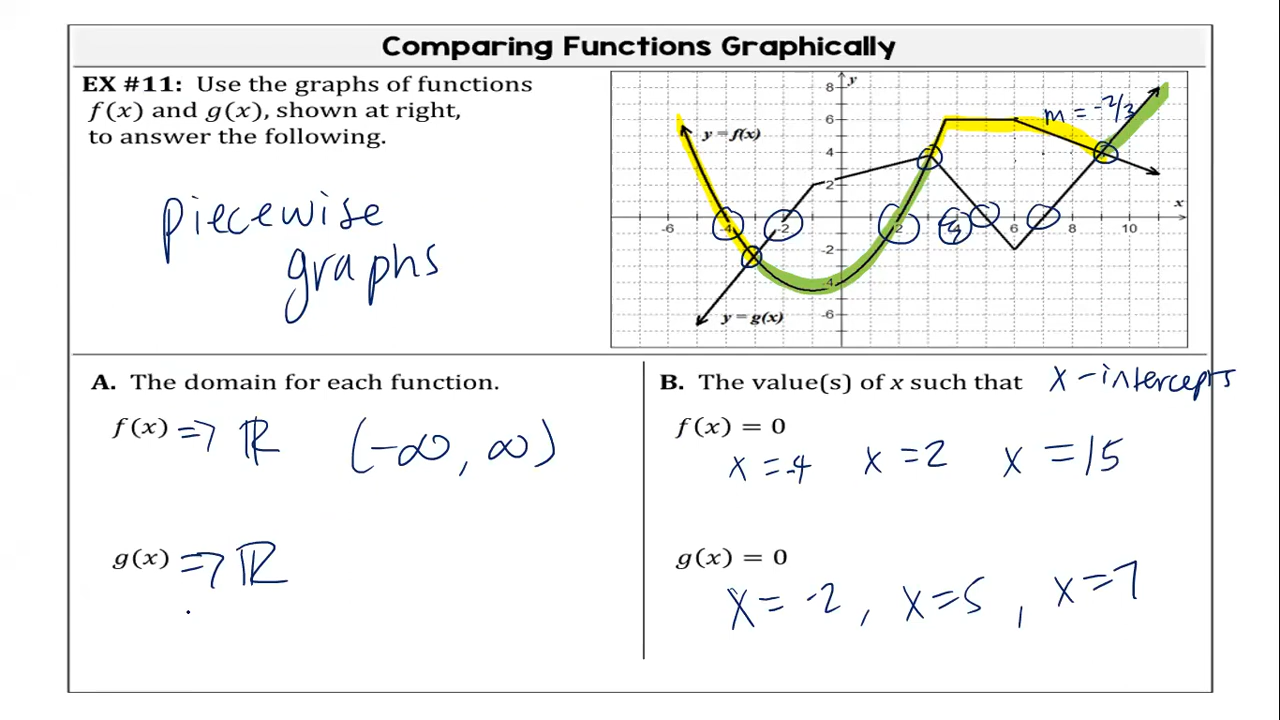 Comparing Functions Graphically
EX #11: Use the graphs of functions
f(x) and g(x), shown at right,
to answer the following.
piecewise
graphs
y
8
m = -2/3
6
y = f(x)
4
2
x
-6 -4 -2 2 4 6 8 10
-2
-4
y = g(x)
-6
A. The domain for each function.
f(x) => ℝ (-∞, ∞)
g(x) => ℝ
B. The value(s) of x such that x-intercepts
f(x) = 0
x = -4 x = 2 x = 15
g(x) = 0
x = -2, x = 5, x = 7